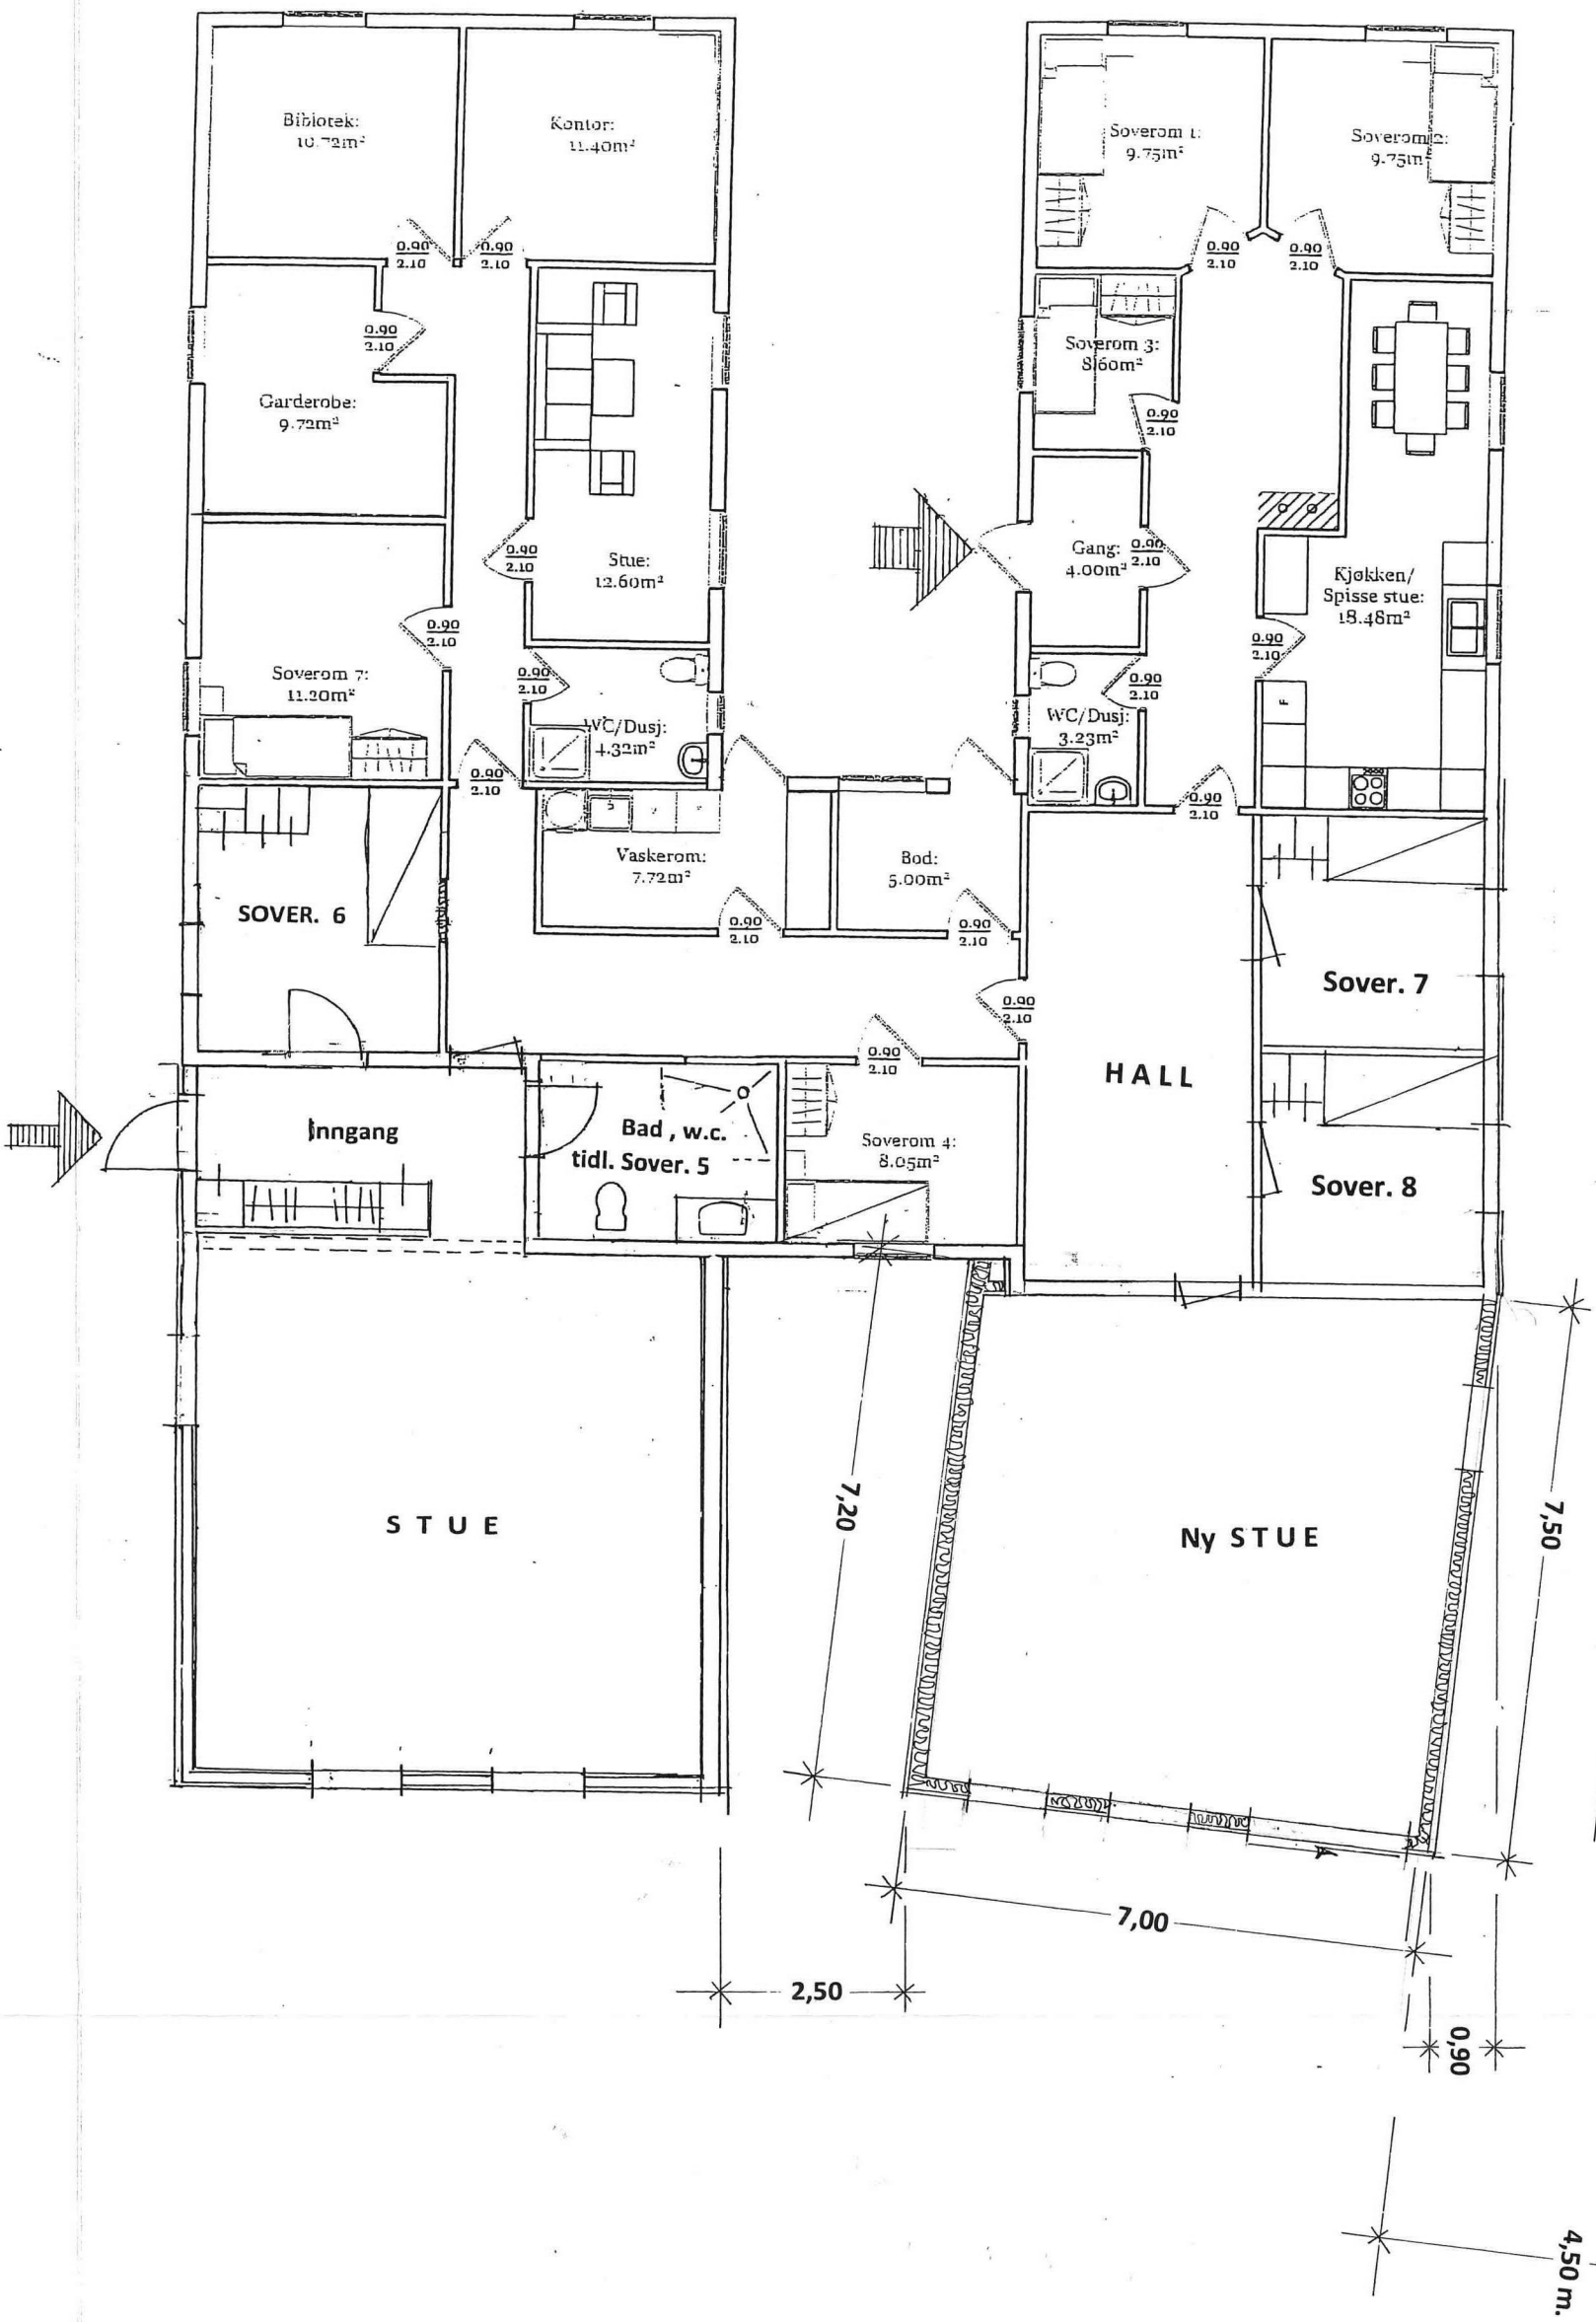 Biblotek:
10.72m²
Kontor:
11.40m²
Soverom 1:
9.75m²
Soverom 2:
9.75m
0.90
2.10
0.90
2.10
0.90
2.10
0.90
2.10
0.90
2.10
Garderobe:
9.72m²
Soverom 3:
8.60m²
0.90
2.10
0.90
2.10
Stue:
12.60m²
Gang:
4.00m²
0.90
2.10
Kjøkken/
Spisse stue:
18.48m²
0.90
2.10
0.90
2.10
Soverom 7:
11.20m²
0.90
2.10
0.90
2.10
F
WC/Dusj:
4.32m²
WC/Dusj:
3.23m²
0.90
2.10
0.90
2.10
Vaskerom:
7.72m²
Bod:
5.00m²
SOVER. 6
0.90
2.10
0.90
2.10
Sover. 7
0.90
2.10
0.90
2.10
HALL
Inngang
Bad , w.c.
tidl. Sover. 5
Soverom 4:
8.05m²
Sover. 8
7,20
7,50
STUE
Ny STUE
7,00
2,50
0,90
4,50 m.